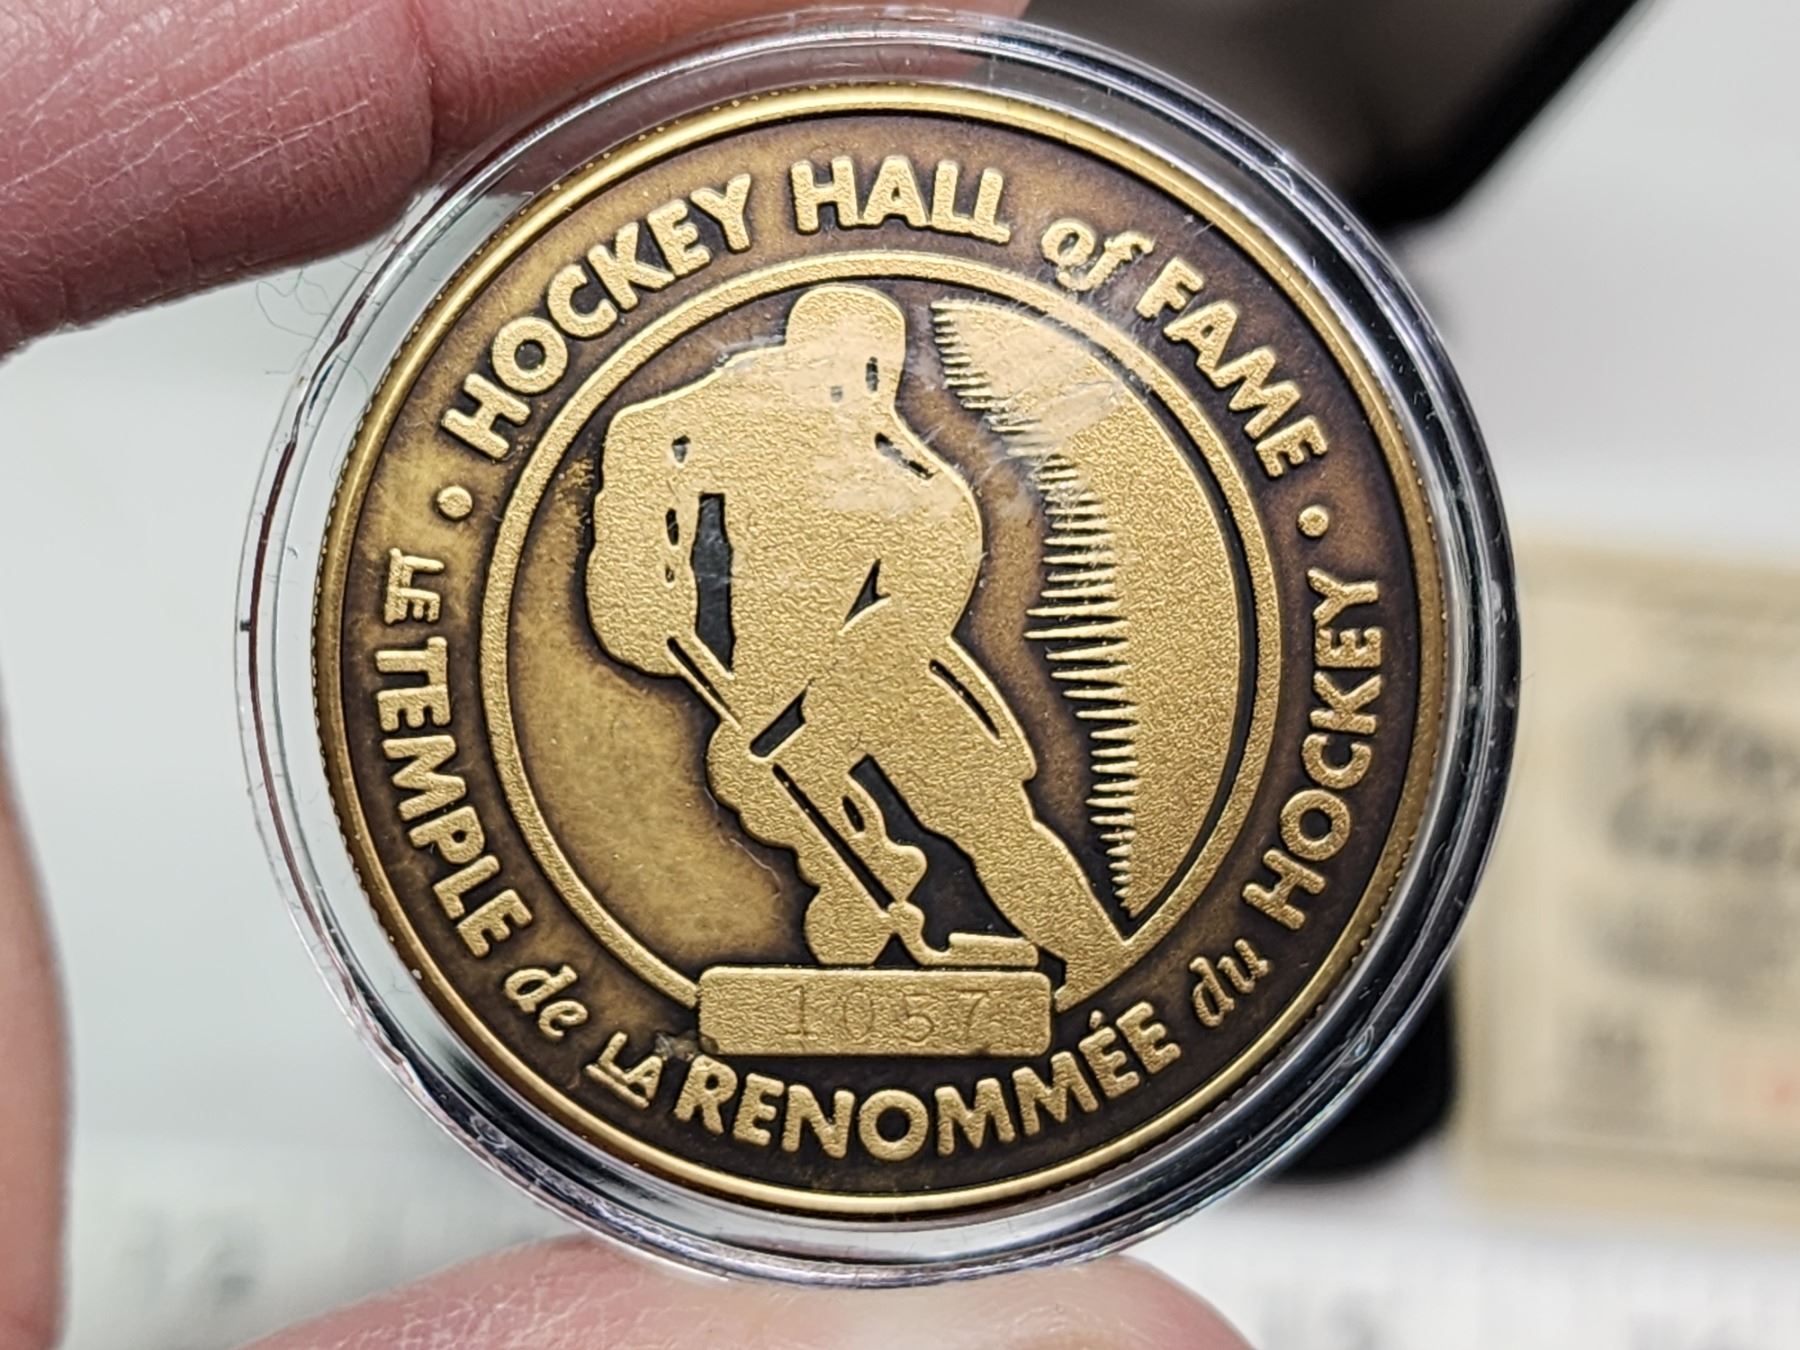 HOCKEY HALL of FAME
LE TEMPLE de LA RENOMMÉE du HOCKEY
1057